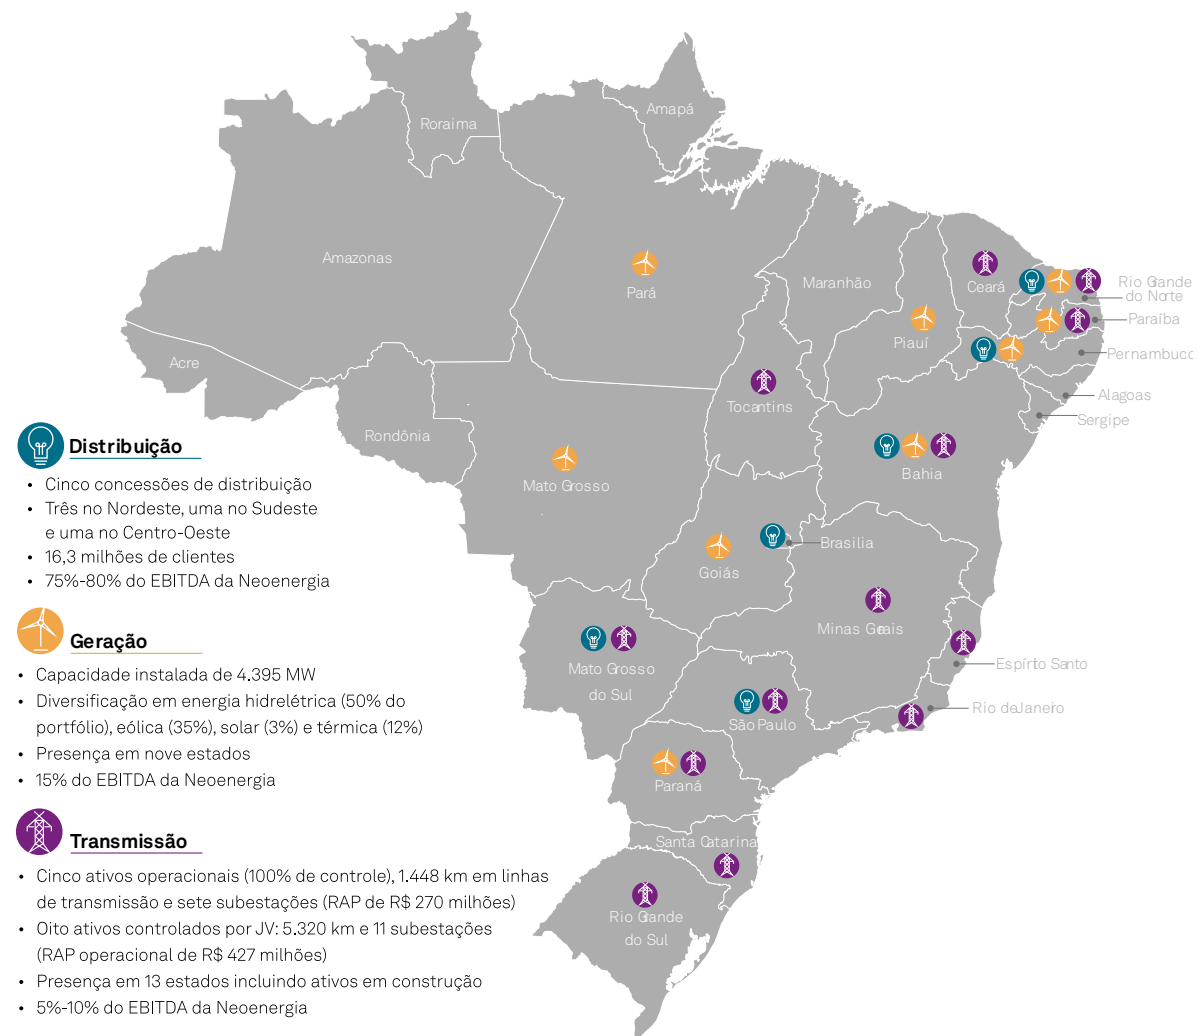 Amapá
Roraima
Amazonas
Pará
Maranhão
Ceará
Rio Grande
do Norte
Paraíba
Piauí
Pernambuco
Acre
Tocantins
Alagoas
Sergipe
Rondônia
Bahia
Mato Grosso
Brasilia
Goiás
Minas Gerais
Espírito Santo
Mato Grosso
do Sul
Rio de Janeiro
São Paulo
Paraná
Santa Catarina
Rio Grande
do Sul
Distribuição
• Cinco concessões de distribuição
• Três no Nordeste, uma no Sudeste
e uma no Centro-Oeste
• 16,3 milhões de clientes
• 75%-80% do EBITDA da Neoenergia
Geração
• Capacidade instalada de 4.395 MW
• Diversificação em energia hidrelétrica (50% do
portfólio), eólica (35%), solar (3%) e térmica (12%)
• Presença em nove estados
• 15% do EBITDA da Neoenergia
Transmissão
• Cinco ativos operacionais (100% de controle), 1.448 km em linhas
de transmissão e sete subestações (RAP de R$ 270 milhões)
• Oito ativos controlados por JV: 5.320 km e 11 subestações
(RAP operacional de R$ 427 milhões)
• Presença em 13 estados incluindo ativos em construção
• 5%-10% do EBITDA da Neoenergia